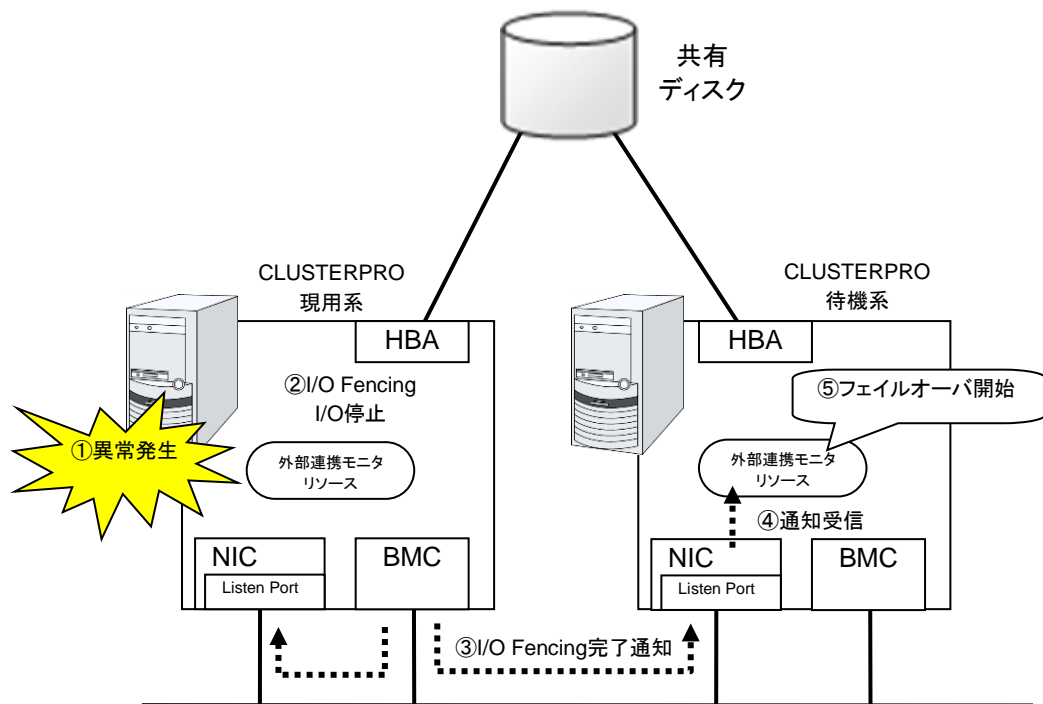 共有
ディスク
CLUSTERPRO
現用系
CLUSTERPRO
待機系
HBA
HBA
②I/O Fencing
I/O停止
⑤フェイルオーバ開始
①異常発生
外部連携モニタ
リソース
外部連携モニタ
リソース
④通知受信
NIC
Listen Port
BMC
NIC
Listen Port
BMC
③I/O Fencing完了通知